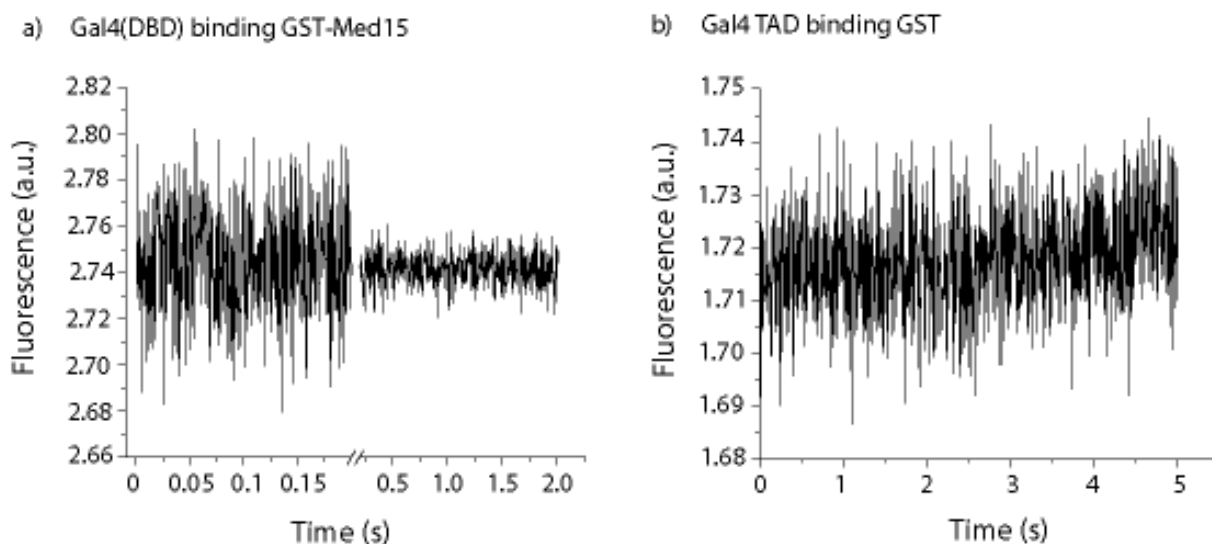 a) Gal4(DBD) binding GST-Med15
2.82
2.80
2.78
2.76
2.74
2.72
2.70
2.68
2.66
Fluorescence (a.u.)
0 0.05 0.1 0.15 0.5 1.0 1.5 2.0
Time (s)
b) Gal4 TAD binding GST
1.75
1.74
1.73
1.72
1.71
1.70
1.69
1.68
Fluorescence (a.u.)
0 1 2 3 4 5
Time (s)